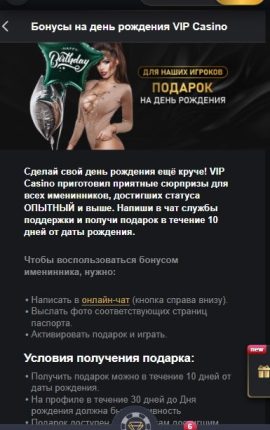 Бонусы на день рождения VIP Casino
HAPPY
Birthday
ДЛЯ НАШИХ ИГРОКОВ
ПОДАРОК
НА ДЕНЬ РОЖДЕНИЯ
Сделай свой день рождения ещё круче! VIP
Casino приготовил приятные сюрпризы для
всех именинников, достигших статуса
ОПЫТНЫЙ и выше. Напиши в чат службы
поддержки и получи подарок в течение 10
дней от даты рождения.
Чтобы воспользоваться бонусом
именинника, нужно:
• Написать в онлайн-чат (кнопка справа внизу).
• Выслать фото соответствующих страниц
паспорта.
• Активировать подарок и играть.
Условия получения подарка:
• Получить подарок можно в течение 10 дней от
даты рождения.
• На профиле в течение 30 дней до Дня
рождения должна быть активность
• Подарок доступен достигшим
new
6